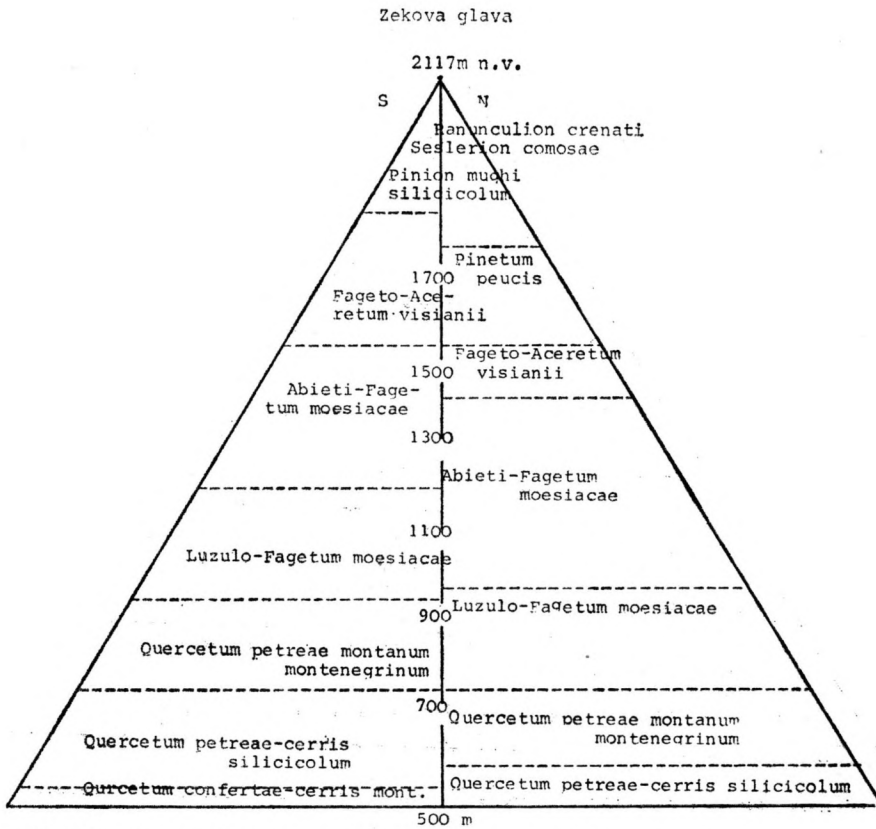 Zekova glava
2117m n.v.
S N
Ranunculion crenati
Seslerion comosae
Pinion mughi
silicicolum
Pinetum
peucis
1700
Fageto-Ace-
retum visianii
Fageto-Aceretum
visianii
1500
Abieti-Fage-
tum moesiacae
1300
Abieti-Fagetum
moesiacae
1100
Luzulo-Fagetum moesiacae
Luzulo-Fagetum moesiacae
900
Quercetum petreae montanum
montenegrinum
700
Quercetum petreae montanum
montenegrinum
Quercetum petreae-cerris
silicicolum
Qurcetum confertae-cerris mont.
Quercetum petreae-cerris silicicolum
500 m